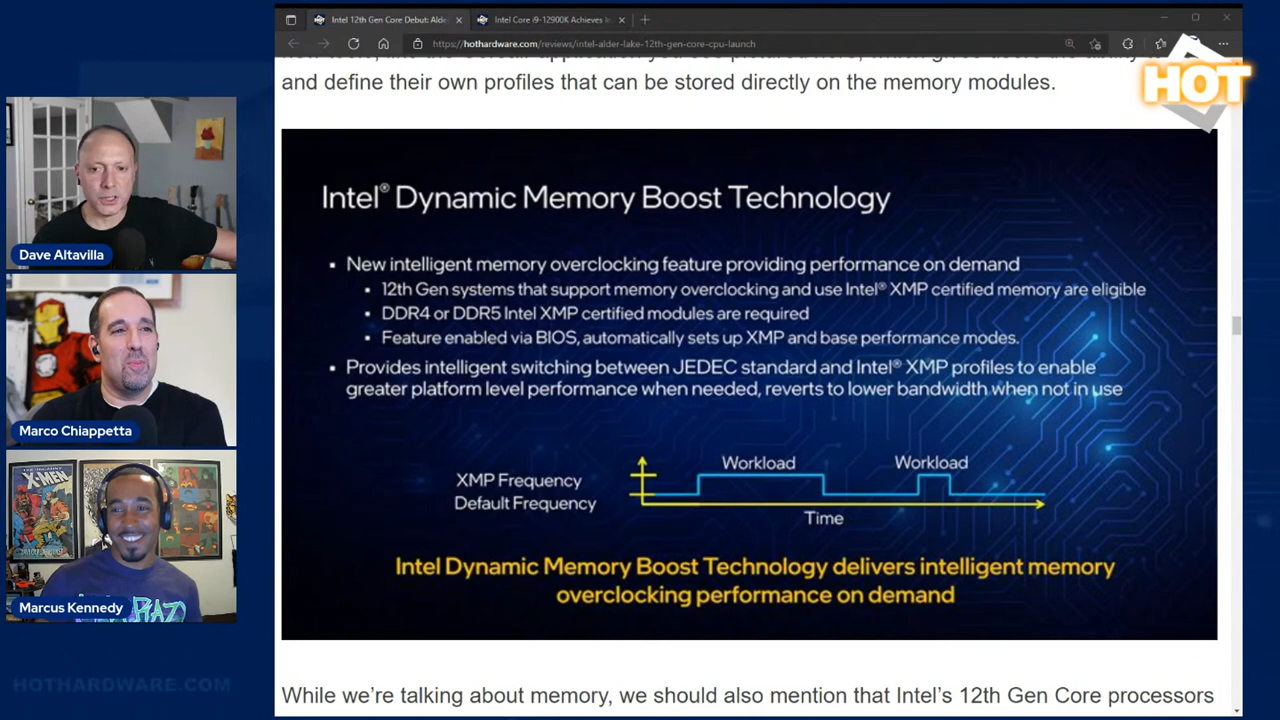 Intel 12th Gen Core Debut: Alde
Intel Core i9-12900K Achieves In
https://hothardware.com/reviews/intel-alder-lake-12th-gen-core-cpu-launch
and define their own profiles that can be stored directly on the memory modules.
HOT
Intel® Dynamic Memory Boost Technology
New intelligent memory overclocking feature providing performance on demand
12th Gen systems that support memory overclocking and use Intel® XMP certified memory are eligible
DDR4 or DDR5 Intel XMP certified modules are required
Feature enabled via BIOS, automatically sets up XMP and base performance modes.
Provides intelligent switching between JEDEC standard and Intel® XMP profiles to enable
greater platform level performance when needed, reverts to lower bandwidth when not in use
Workload
Workload
XMP Frequency
Default Frequency
Time
Intel Dynamic Memory Boost Technology delivers intelligent memory
overclocking performance on demand
While we're talking about memory, we should also mention that Intel's 12th Gen Core processors
Dave Altavilla
Marco Chiappetta
X-MEN
Marcus Kennedy
HOTHARDWARE.COM